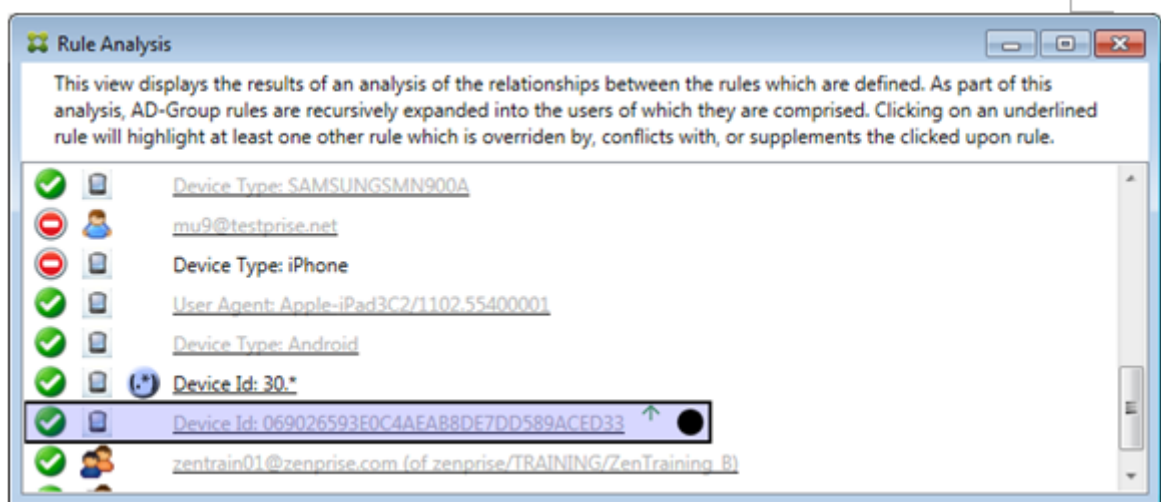 Rule Analysis
This view displays the results of an analysis of the relationships between the rules which are defined. As part of this
analysis, AD-Group rules are recursively expanded into the users of which they are comprised. Clicking on an underlined
rule will highlight at least one other rule which is overriden by, conflicts with, or supplements the clicked upon rule.
Device Type: SAMSUNGSMN900A
mu9@testprise.net
Device Type: iPhone
User Agent: Apple-iPad3C2/1102.55400001
Device Type: Android
(.*) Device Id: 30.*
Device Id: 069026593E0C4AEAB8DE7DD589ACED33
zentrain01@zenprise.com (of zenprise/TRAINING/ZenTraining_B)